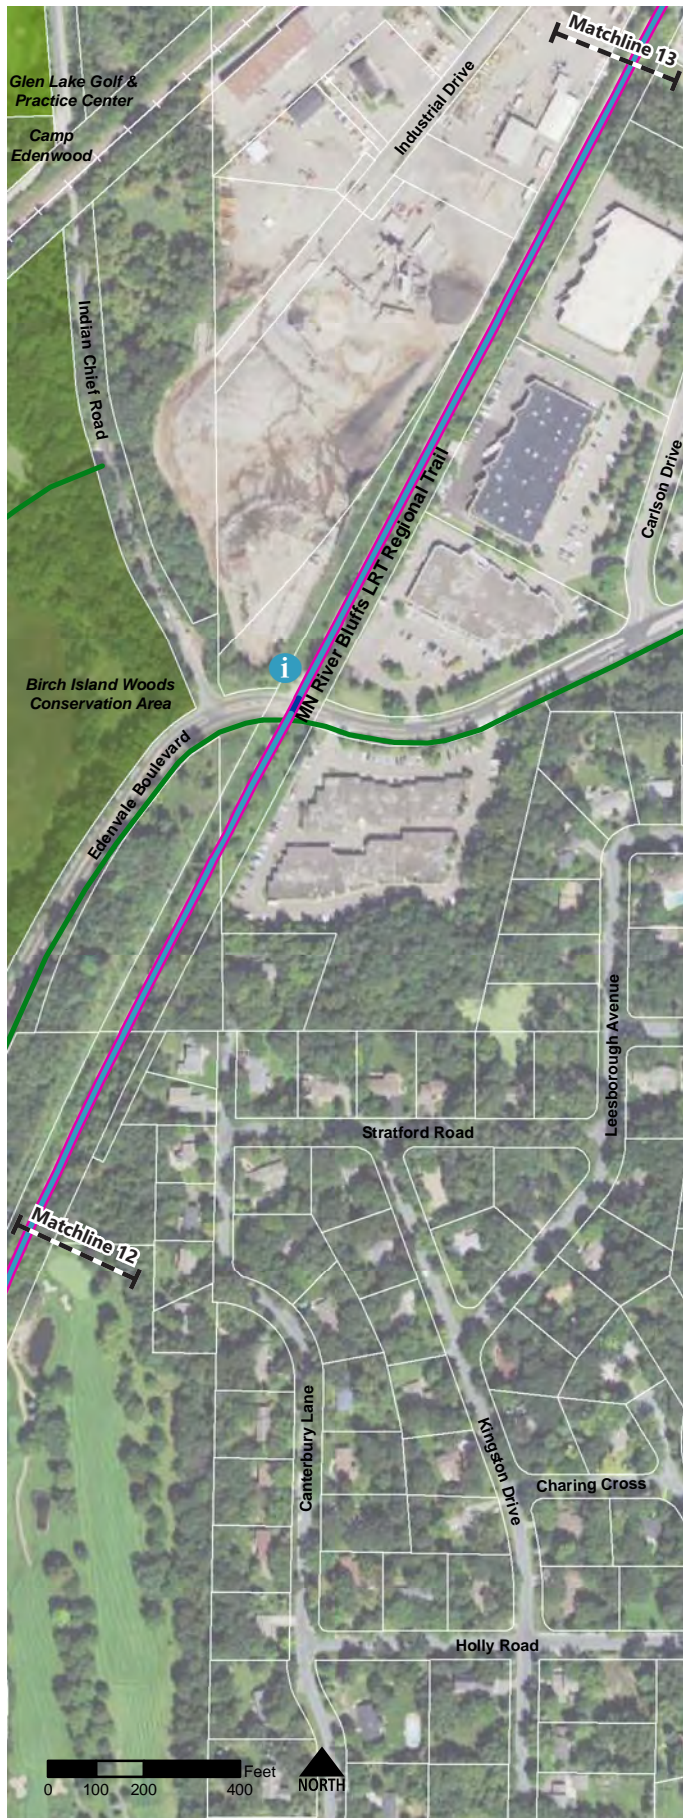 Matchline 13
Glen Lake Golf &
Practice Center
Camp
Edenwood
Industrial Drive
Indian Chief Road
Carlson Drive
MN River Bluffs LRT Regional Trail
i
Birch Island Woods
Conservation Area
Edenvale Boulevard
Leesborough Avenue
Stratford Road
Matchline 12
Canterbury Lane
Kingston Drive
Charing Cross
Holly Road
Feet
0 100 200 400
NORTH